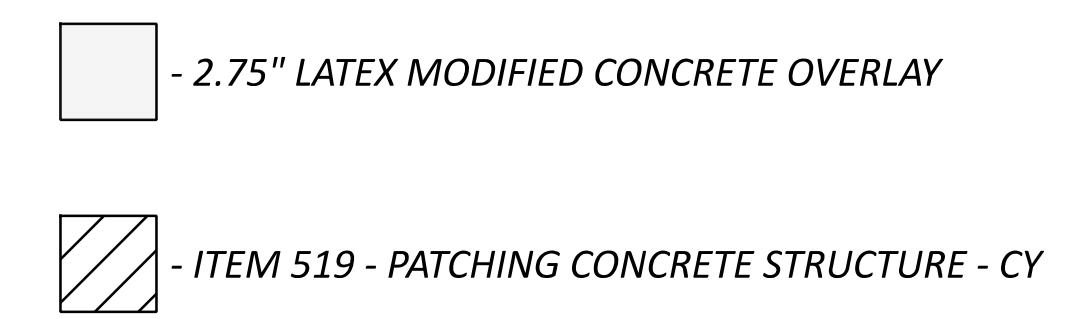 - 2.75" LATEX MODIFIED CONCRETE OVERLAY
- ITEM 519 - PATCHING CONCRETE STRUCTURE - CY